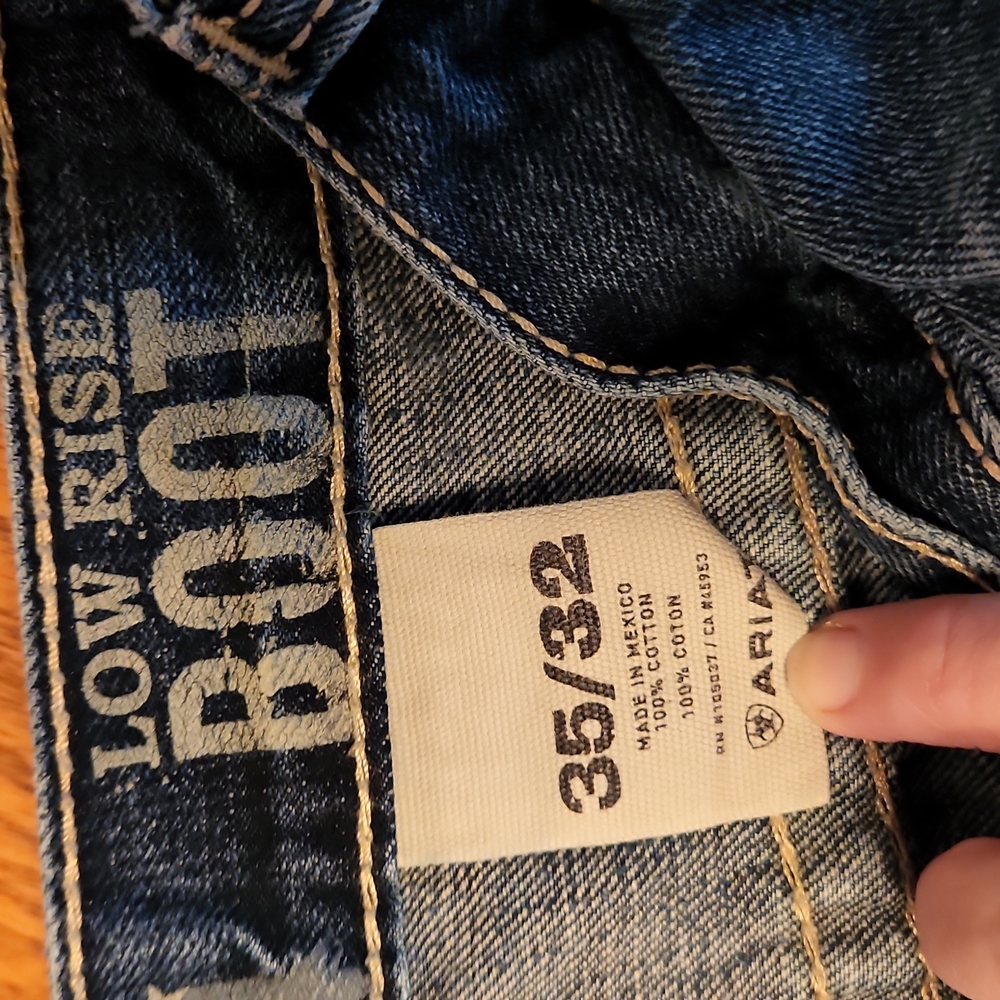 LOW RISE
BOOT
35/32
MADE IN MEXICO
100% COTTON
100% COTON
RN #105037 / CA #45953
ARIAT